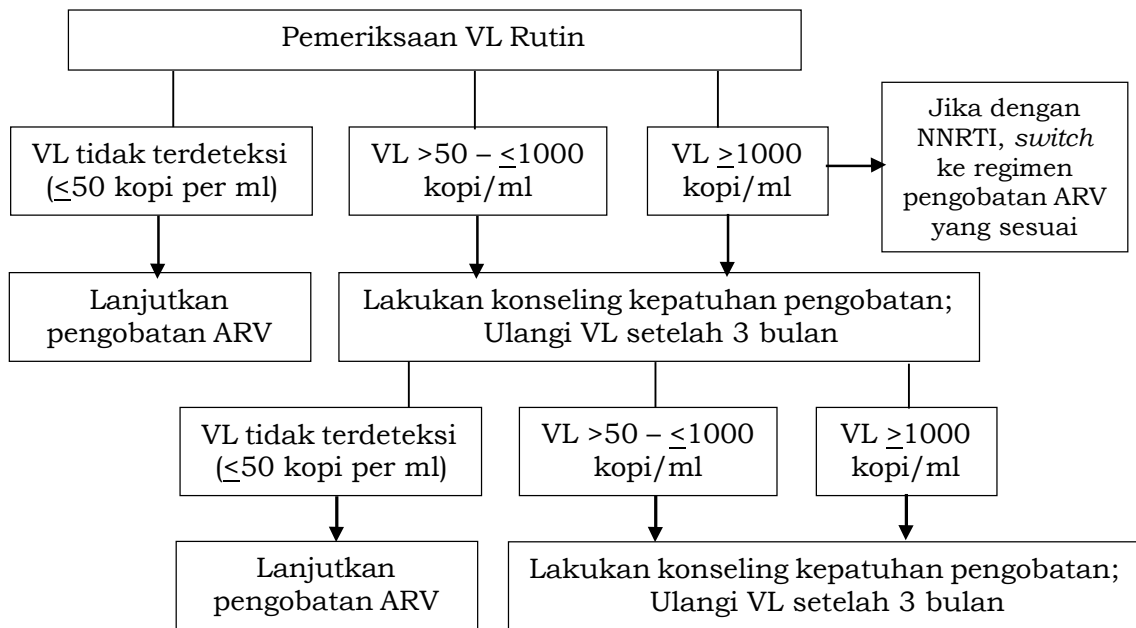 Pemeriksaan VL Rutin
VL tidak terdeteksi
(≤50 kopi per ml)
VL >50 – ≤1000
kopi/ml
VL ≥1000
kopi/ml
Jika dengan
NNRTI, switch
ke regimen
pengobatan ARV
yang sesuai
Lanjutkan
pengobatan ARV
Lakukan konseling kepatuhan pengobatan;
Ulangi VL setelah 3 bulan
VL tidak terdeteksi
(≤50 kopi per ml)
VL >50 – ≤1000
kopi/ml
VL ≥1000
kopi/ml
Lanjutkan
pengobatan ARV
Lakukan konseling kepatuhan pengobatan;
Ulangi VL setelah 3 bulan